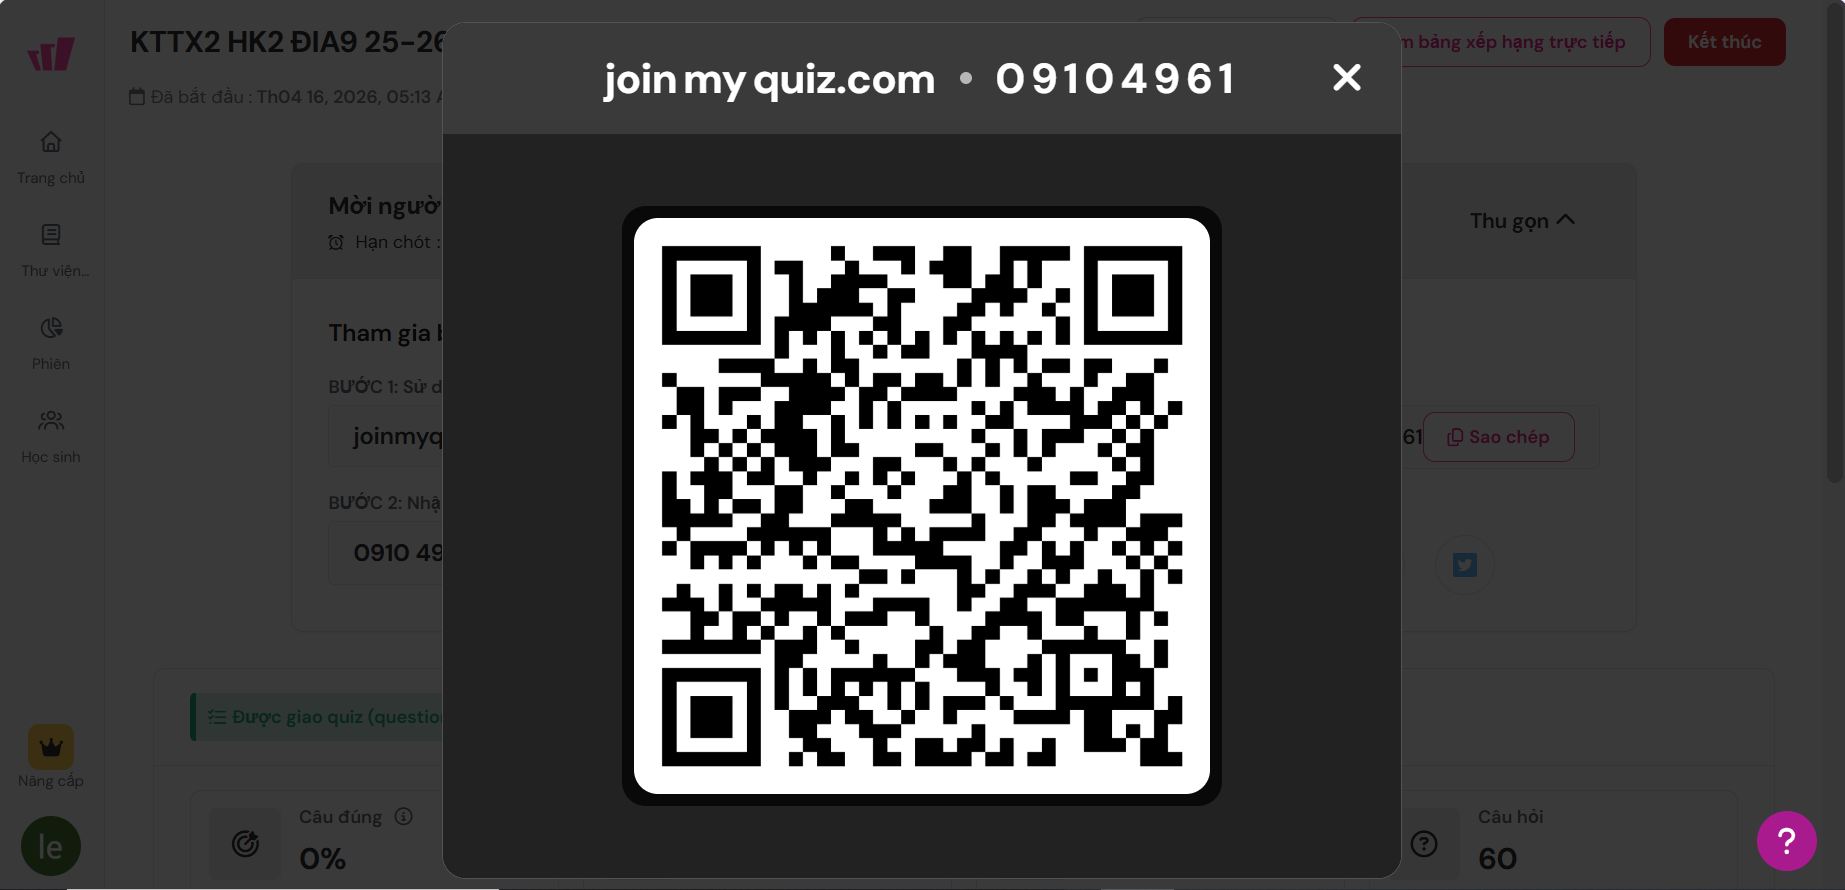 KTTX2 HK2 ĐIA9 25-26
bảng xếp hạng trực tiếp
Kết thúc
Đã bắt đầu : Th04 16, 2026, 05:13
joinmyquiz.com • 09104961
Trang chủ
Thư viện...
Phiên
Học sinh
Nâng cấp
le
Mời người
Hạn chót :
Thu gọn
Tham gia
BƯỚC 1: Sử
joinmyq
61
Sao chép
BƯỚC 2:
0910 49
Được giao quiz
Câu đúng
0%
Câu hỏi
60
?